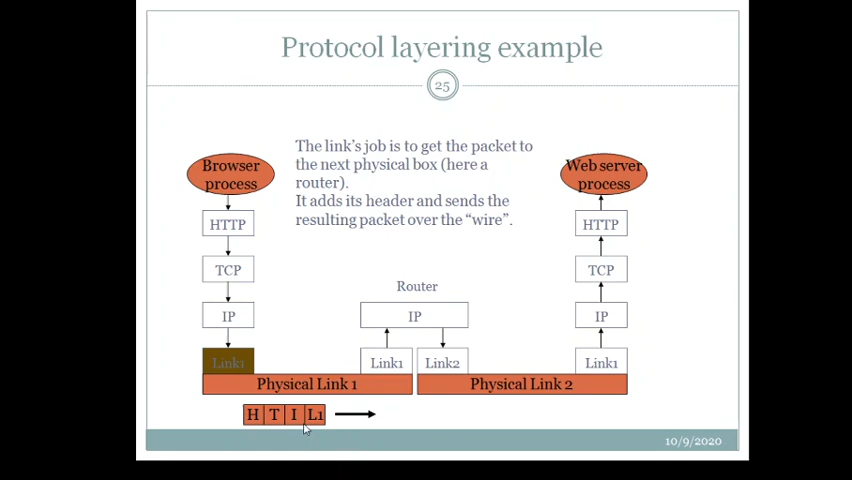 Protocol layering example
25
The link's job is to get the packet to
the next physical box (here a
router).
It adds its header and sends the
resulting packet over the "wire".
Browser
process
Web server
process
HTTP
HTTP
TCP
TCP
Router
IP
IP
IP
Link1
Link1
Link2
Link1
Physical Link 1
Physical Link 2
H T I L1
10/9/2020